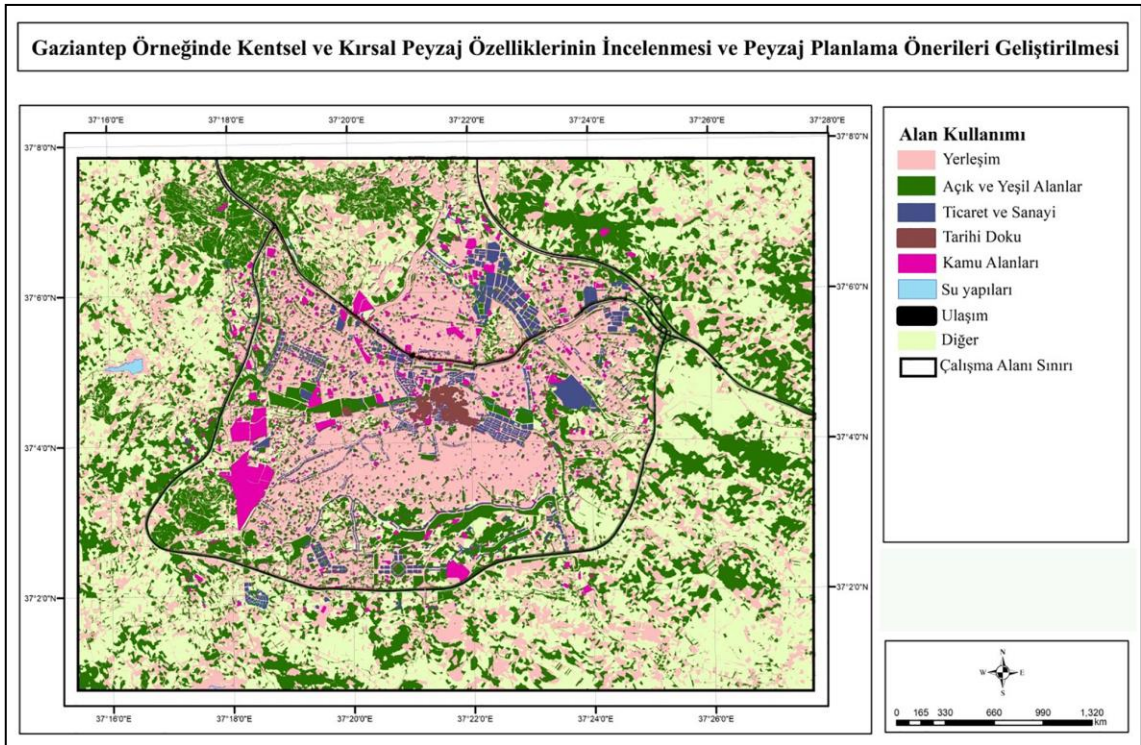 Gaziantep Örneğinde Kentsel ve Kırsal Peyzaj Özelliklerinin İncelenmesi ve Peyzaj Planlama Önerileri Geliştirilmesi
37°16'0"E 37°18'0"E 37°20'0"E 37°22'0"E 37°24'0"E 37°26'0"E 37°28'0"E
37°8'0"N 37°8'0"N
37°6'0"N 37°6'0"N
37°4'0"N 37°4'0"N
37°2'0"N 37°2'0"N
37°16'0"E 37°18'0"E 37°20'0"E 37°22'0"E 37°24'0"E 37°26'0"E
Alan Kullanımı
Yerleşim
Açık ve Yeşil Alanlar
Ticaret ve Sanayi
Tarihi Doku
Kamu Alanları
Su yapıları
Ulaşım
Diğer
Çalışma Alanı Sınırı
N
W E
S
0 165 330 660 990 1,320
km